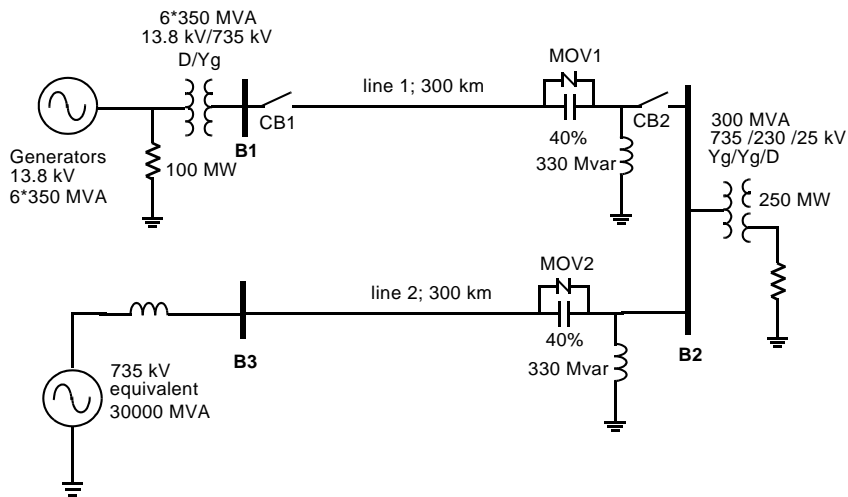 6*350 MVA
13.8 kV/735 kV
D/Yg
MOV1
line 1; 300 km
CB1
B1
CB2
40%
330 Mvar
100 MW
Generators
13.8 kV
6*350 MVA
300 MVA
735 /230 /25 kV
Yg/Yg/D
250 MW
MOV2
line 2; 300 km
40%
330 Mvar
B3
B2
735 kV
equivalent
30000 MVA